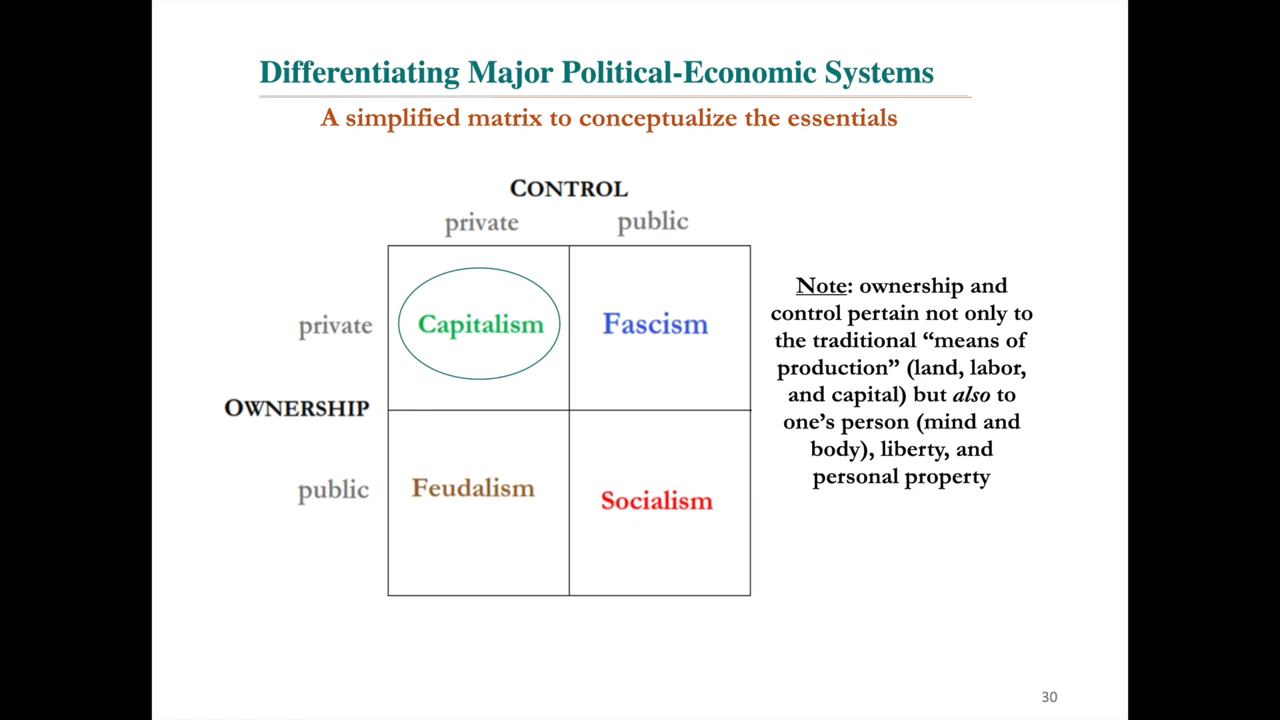 Differentiating Major Political-Economic Systems
A simplified matrix to conceptualize the essentials
CONTROL
private public
private Capitalism Fascism
OWNERSHIP
public Feudalism Socialism
Note: ownership and
control pertain not only to
the traditional “means of
production” (land, labor,
and capital) but also to
one’s person (mind and
body), liberty, and
personal property
30